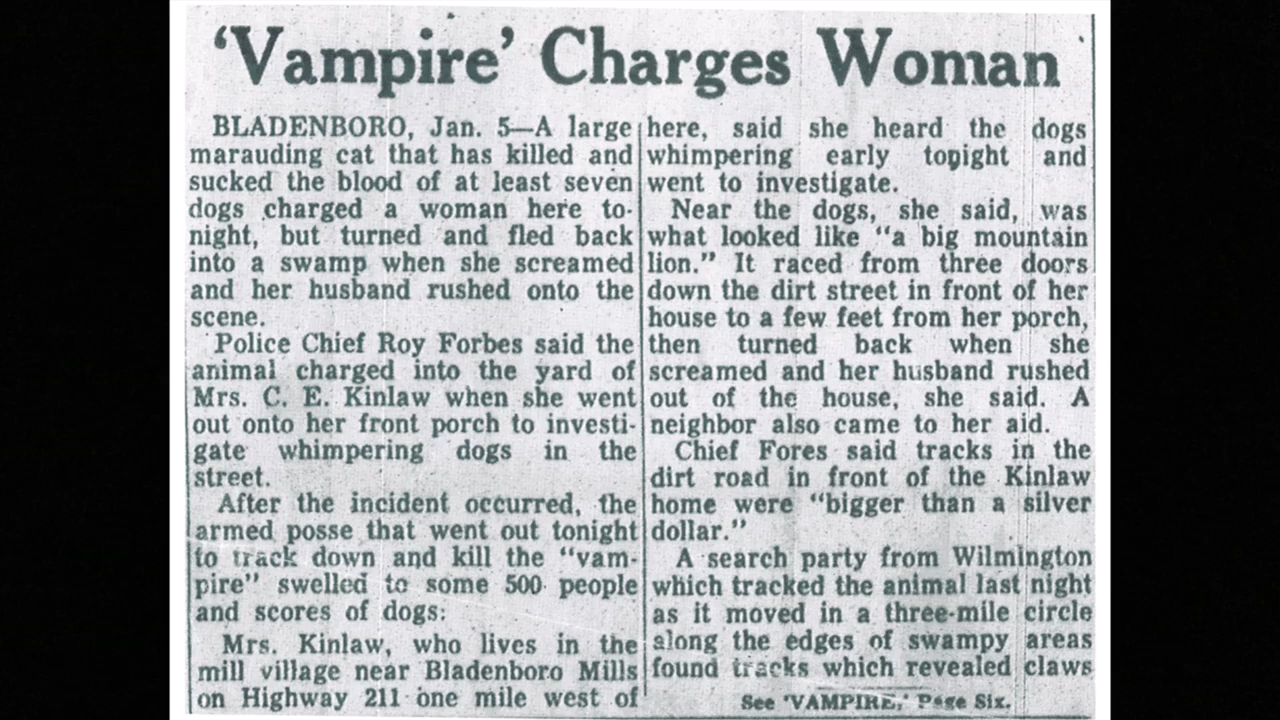 ‘Vampire’ Charges Woman
BLADENBORO, Jan. 5—A large
marauding cat that has killed and
sucked the blood of at least seven
dogs charged a woman here to-
night, but turned and fled back
into a swamp when she screamed
and her husband rushed onto the
scene.
Police Chief Roy Forbes said the
animal charged into the yard of
Mrs. C. E. Kinlaw when she went
out onto her front porch to investi-
gate whimpering dogs in the
street.
After the incident occurred, the
armed posse that went out tonight
to track down and kill the “vam-
pire” swelled to some 500 people
and scores of dogs:
Mrs. Kinlaw, who lives in the
mill village near Bladenboro Mills
on Highway 211 one mile west of
here, said she heard the dogs
whimpering early tonight and
went to investigate.
Near the dogs, she said, was
what looked like “a big mountain
lion.” It raced from three doors
down the dirt street in front of her
house to a few feet from her porch,
then turned back when she
screamed and her husband rushed
out of the house, she said. A
neighbor also came to her aid.
Chief Fores said tracks in the
dirt road in front of the Kinlaw
home were “bigger than a silver
dollar.”
A search party from Wilmington
which tracked the animal last night
as it moved in a three-mile circle
along the edges of swampy areas
found tracks which revealed claws
See ‘VAMPIRE,’ Page Six.